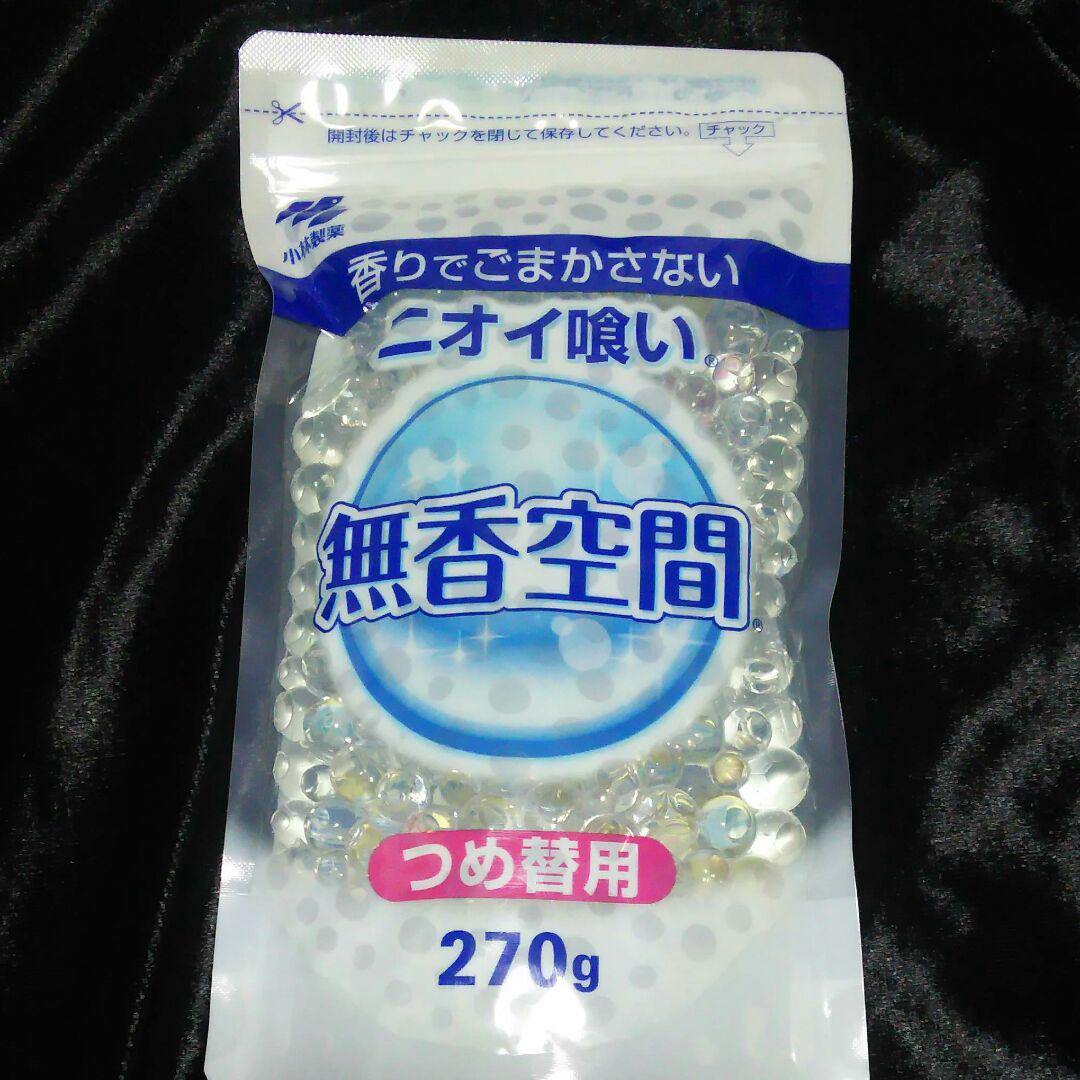 開封後はチャックを閉じて保存してください。
チャック
小林製薬
香りでごまかさない
ニオイ喰い®
無香空間®
つめ替用
270g